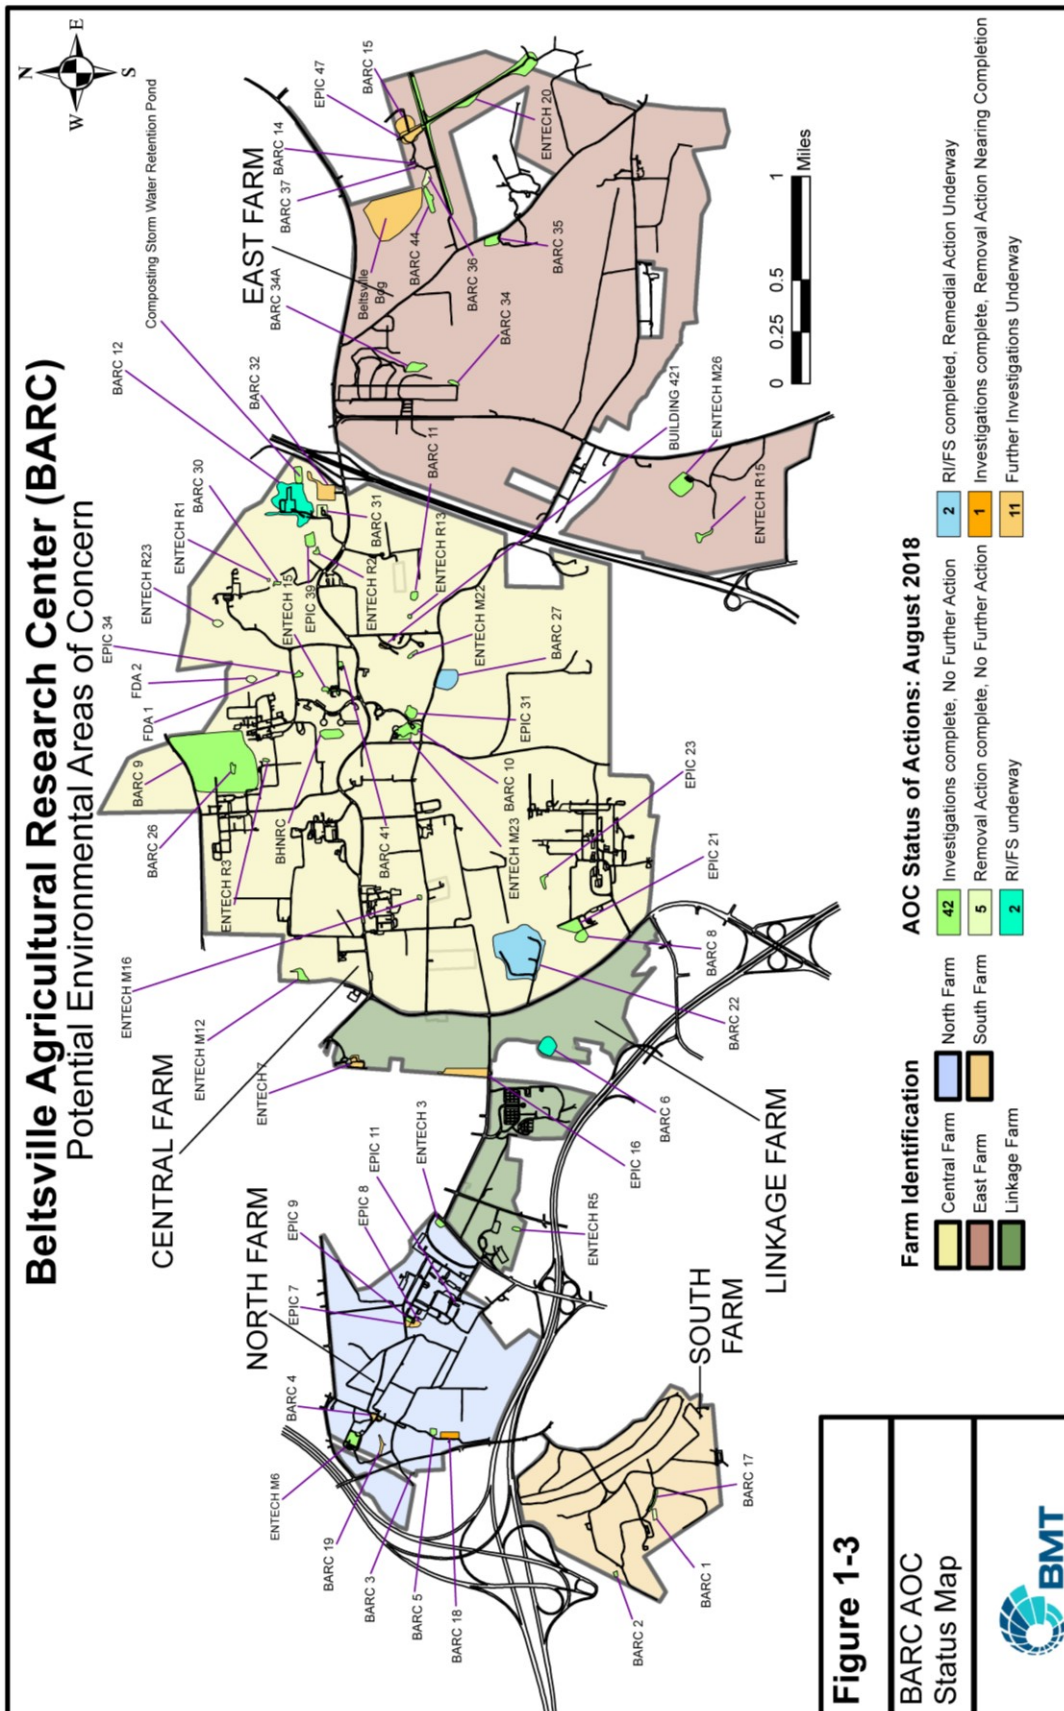 Beltsville Agricultural Research Center (BARC)
Potential Environmental Areas of Concern
N
W
E
S
CENTRAL FARM
NORTH FARM
EAST FARM
LINKAGE FARM
SOUTH
FARM
ENTECH M6
BARC 4
EPIC 7
EPIC 9
EPIC 8
EPIC 11
ENTECH 3
BARC 19
BARC 3
BARC 5
BARC 18
BARC 2
BARC 1
BARC 17
ENTECH R5
EPIC 16
BARC 6
ENTECH 7
ENTECH M12
ENTECH M16
ENTECH R3
BARC 26
BARC 9
FDA 1
FDA 2
EPIC 34
ENTECH R23
ENTECH R1
BARC 30
BARC 12
Composting Storm Water Retention Pond
BARC 32
BHNRC
BARC 41
ENTECH 15
EPIC 39
ENTECH R2
BARC 31
BARC 11
ENTECH R13
BUILDING 421
ENTECH M22
BARC 27
EPIC 31
BARC 10
ENTECH M23
EPIC 23
EPIC 21
BARC 8
BARC 22
BARC 34A
Beltsville
Bog
BARC 44
BARC 37
BARC 14
EPIC 47
BARC 15
ENTECH 20
BARC 36
BARC 35
BARC 34
ENTECH M26
ENTECH R15
0 0.25 0.5 1
Miles
Farm Identification
Central Farm
East Farm
Linkage Farm
North Farm
South Farm
AOC Status of Actions: August 2018
42 Investigations complete, No Further Action
5 Removal Action complete, No Further Action
2 RI/FS underway
2 RI/FS completed, Remedial Action Underway
1 Investigations complete, Removal Action Nearing Completion
11 Further Investigations Underway
Figure 1-3
BARC AOC
Status Map
BMT